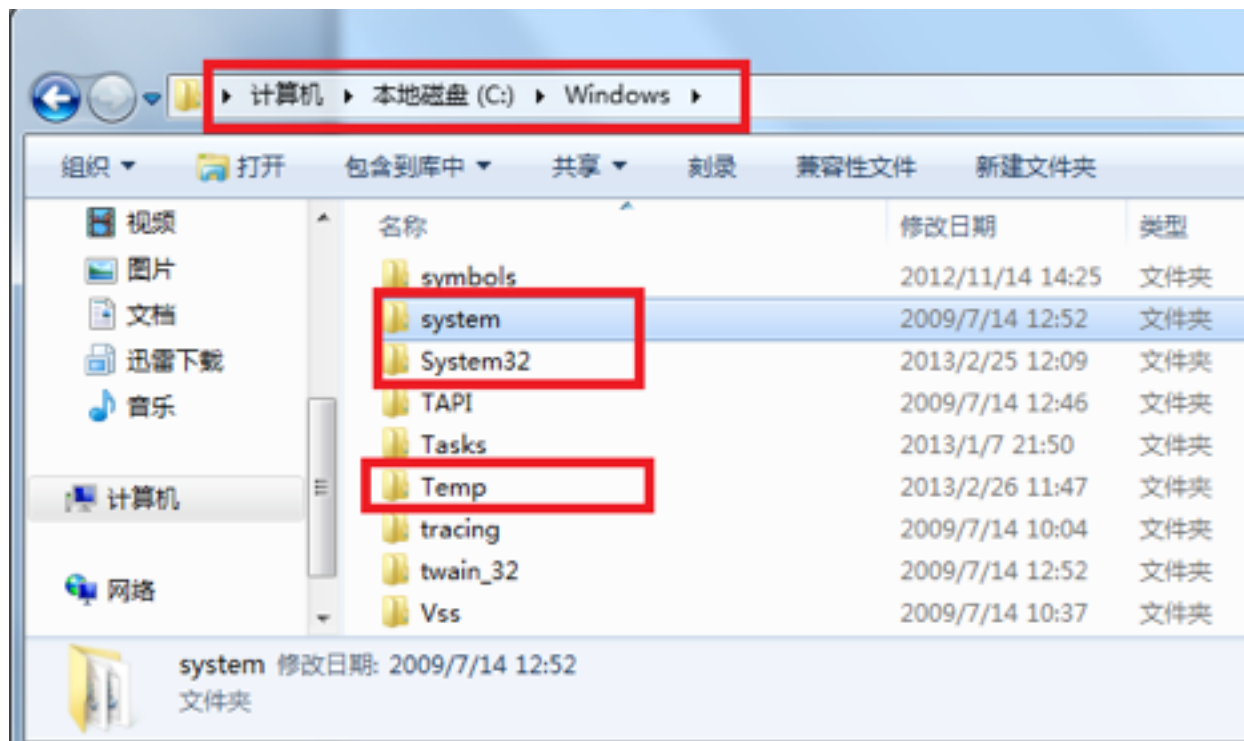 计算机 本地磁盘 (C:) Windows
组织 打开 包含到库中 共享 刻录 兼容性文件 新建文件夹
视频
图片
文档
迅雷下载
音乐
计算机
网络
名称 修改日期 类型
symbols 2012/11/14 14:25 文件夹
system 2009/7/14 12:52 文件夹
System32 2013/2/25 12:09 文件夹
TAPI 2009/7/14 12:46 文件夹
Tasks 2013/1/7 21:50 文件夹
Temp 2013/2/26 11:47 文件夹
tracing 2009/7/14 10:04 文件夹
twain_32 2009/7/14 12:52 文件夹
Vss 2009/7/14 10:37 文件夹
system 修改日期: 2009/7/14 12:52
文件夹